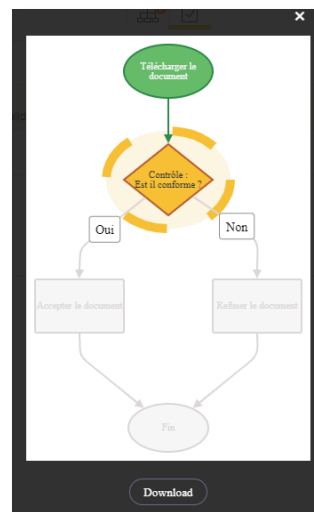 ×
Télécharger le
document
Contrôle :
Est il conforme ?
Oui
Non
Accepter le document
Refuser le document
Fin
Download